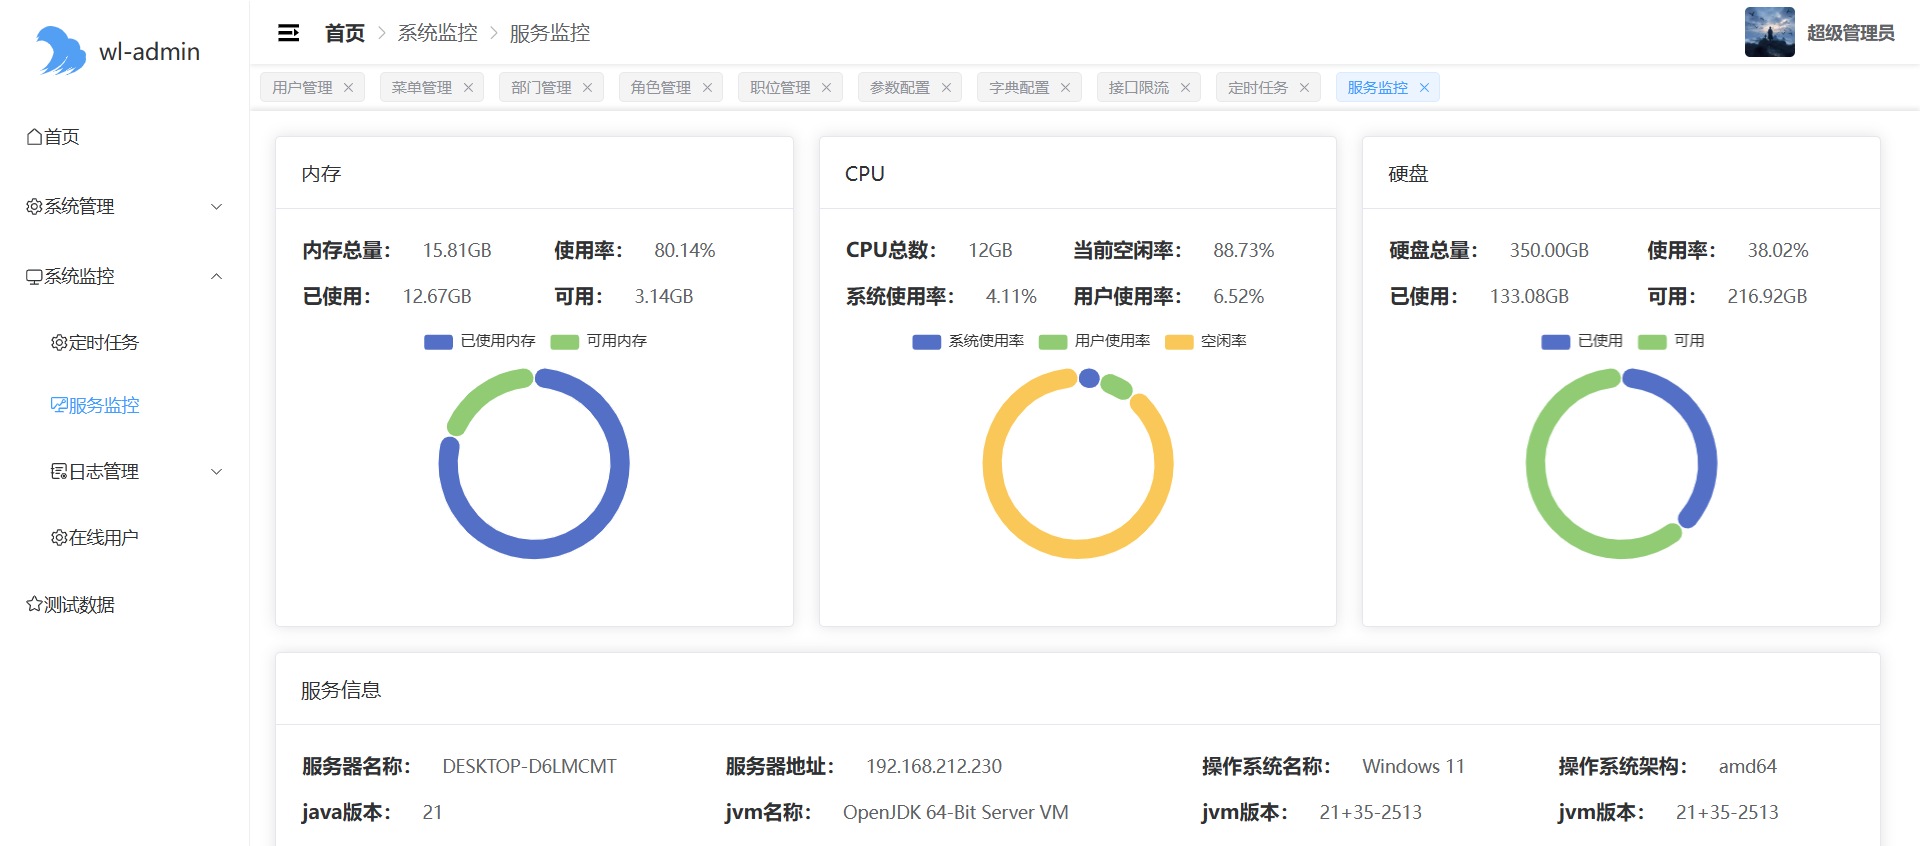 wl-admin
首页
系统管理
系统监控
定时任务
服务监控
日志管理
在线用户
测试数据
首页 > 系统监控 > 服务监控
超级管理员
用户管理 × 菜单管理 × 部门管理 × 角色管理 × 职位管理 × 参数配置 × 字典配置 × 接口限流 × 定时任务 × 服务监控 ×
内存
内存总量： 15.81GB 使用率： 80.14%
已使用： 12.67GB 可用： 3.14GB
已使用内存 可用内存
CPU
CPU总数： 12GB 当前空闲率： 88.73%
系统使用率： 4.11% 用户使用率： 6.52%
系统使用率 用户使用率 空闲率
硬盘
硬盘总量： 350.00GB 使用率： 38.02%
已使用： 133.08GB 可用： 216.92GB
已使用 可用
服务信息
服务器名称： DESKTOP-D6LMCMT 服务器地址： 192.168.212.230 操作系统名称： Windows 11 操作系统架构： amd64
java版本： 21 jvm名称： OpenJDK 64-Bit Server VM jvm版本： 21+35-2513 jvm版本： 21+35-2513